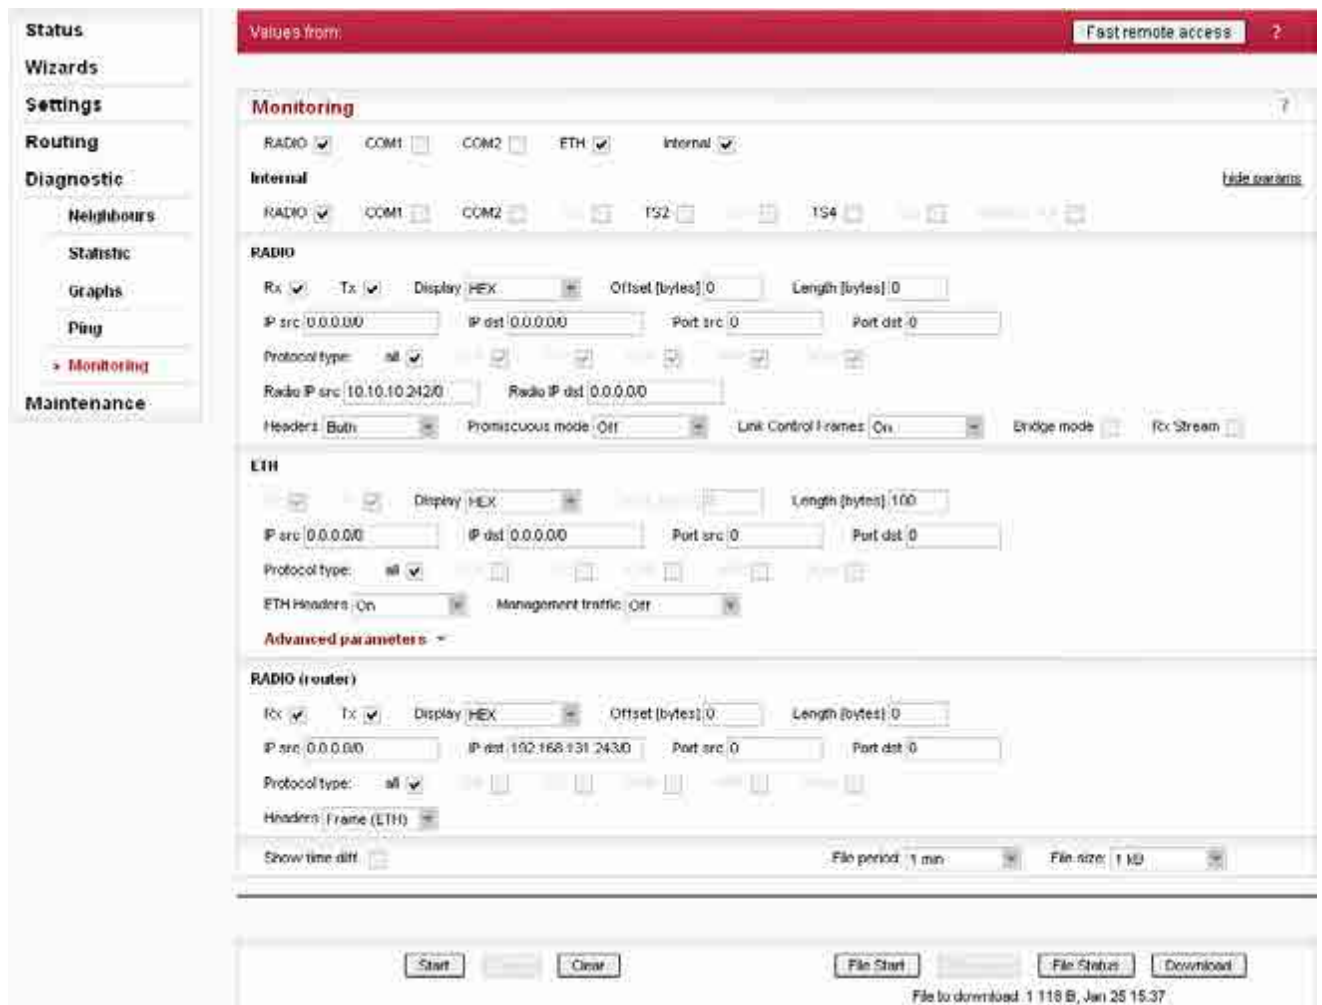 Status
Wizards
Settings
Routing
Diagnostic
Neighbours
Statistic
Graphs
Ping
» Monitoring
Maintenance
Values from: Fast remote access ?
Monitoring ?
RADIO COM1 COM2 ETH Internal
Internal hide params
RADIO COM1 COM2 TS2 TS4
RADIO
Rx Tx Display HEX Offset [bytes] 0 Length [bytes] 0
IP src 0.0.0.0/0 IP dst 0.0.0.0/0 Port src 0 Port dst 0
Protocol type: all
Radio IP src 10.10.10.242/0 Radio IP dst 0.0.0.0/0
Headers Both Promiscuous mode Off Link Control Frames On Bridge mode Rx Stream
ETH
Display HEX Length [bytes] 100
IP src 0.0.0.0/0 IP dst 0.0.0.0/0 Port src 0 Port dst 0
Protocol type: all
ETH Headers On Management traffic Off
Advanced parameters
RADIO (router)
Rx Tx Display HEX Offset [bytes] 0 Length [bytes] 0
IP src 0.0.0.0/0 IP dst 192.168.131.243/0 Port src 0 Port dst 0
Protocol type: all
Headers Frame (ETH)
Show time diff. File period: 1 min File size: 1 kB
Start Clear File Start File Status Download
File to download: 1 118 B, Jan 25 15:37